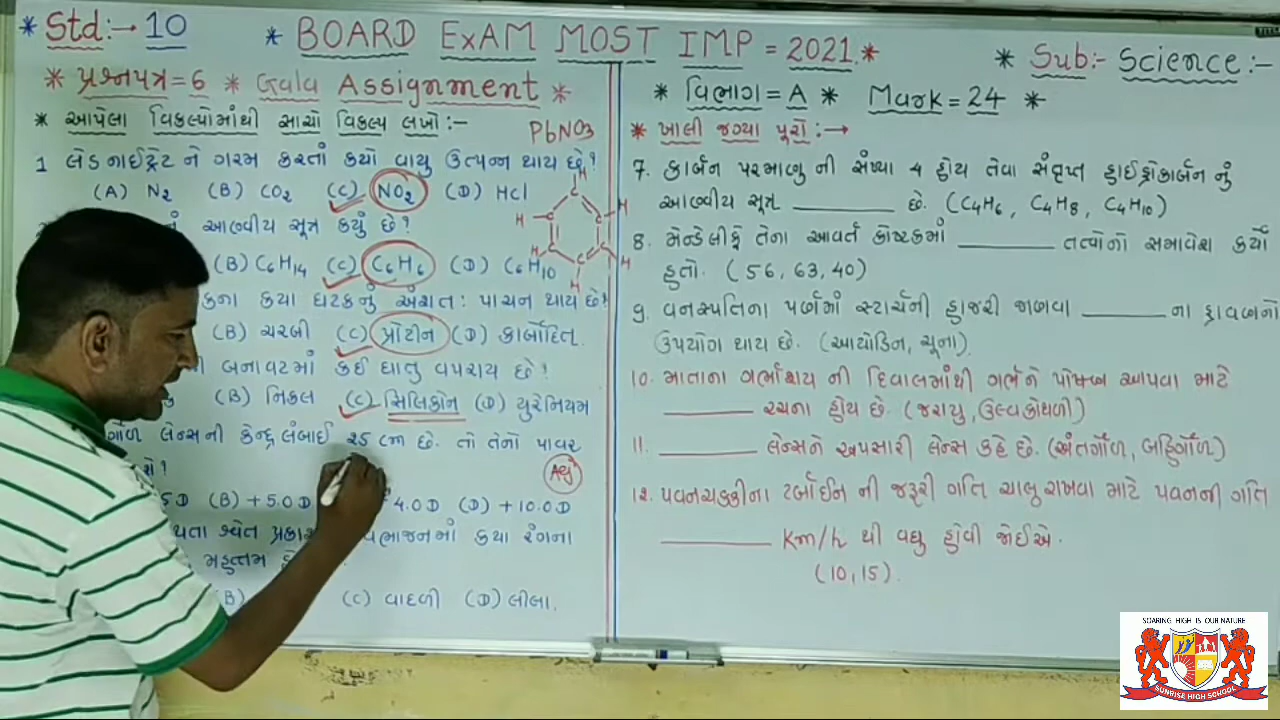 * Std:→ 10
* BOARD ExAM MOST IMP = 2021 *
* Sub:- Science:-
* પ્રશ્નપત્ર = 6 * Gala Assignment *
* આપેલા વિકલ્પોમાંથી સાચો વિકલ્પ લખો:-
PbNO3
1 લેડ નાઈટ્રેટ ને ગરમ કરતાં કયો વાયુ ઉત્પન્ન થાય છે?
(A) N2 (B) CO2 (C) NO2 (D) HCl
નું આણ્વીય સૂત્ર કયું છે?
(B) C6H14 (C) C6H6 (D) C6H10
H
H
H
H
H
H
કયા ઘટકનું અંશતઃ પાચન થાય છે?
(B) ચરબી (C) પ્રોટીન (D) કાર્બોદિત.
બનાવટમાં કઈ ધાતુ વપરાય છે?
(B) નિકલ (C) સિલિકોન (D) યુરેનિયમ
લેન્સની કેન્દ્રલંબાઈ 25 cm છે. તો તેનો પાવર
5D (B) +5.0D 4.0D (D) +10.0D
શ્વેત પ્રકાશ માં કયા રંગના
મહત્તમ
(B) (C) વાદળી (D) લીલા.
* વિભાગ = A * Mark = 24 *
* ખાલી જગ્યા પૂરો:→
7. કાર્બન પરમાણુ ની સંખ્યા 4 હોય તેવા સંતૃપ્ત હાઈડ્રોકાર્બન નું
આણ્વીય સૂત્ર ________ છે. (C4H6, C4H8, C4H10)
8. મેન્ડેલીફે તેના આવર્ત કોષ્ટકમાં ________ તત્વોનો સમાવેશ કર્યો
હતો. (56, 63, 40)
9. વનસ્પતિના પર્ણમાં સ્ટાર્ચની હાજરી જાણવા ________ ના દ્રાવણનો
ઉપયોગ થાય છે. (આયોડિન, ચૂના).
10. માતાના ગર્ભાશય ની દિવાલમાંથી ગર્ભને પોષણ આપવા માટે
________ રચના હોય છે. (જરાયુ, ઉલ્વકોથળી)
11. ________ લેન્સને અપસારી લેન્સ કહે છે. (અંતર્ગોળ, બહિર્ગોળ)
12. પવનચક્કીના ટર્બાઈન ની જરૂરી ગતિ ચાલુ રાખવા માટે પવનની ગતિ
________ Km/h થી વધુ હોવી જોઈએ.
(10, 15).
SOARING HIGH IS OUR NATURE
SUNRISE HIGH SCHOOL